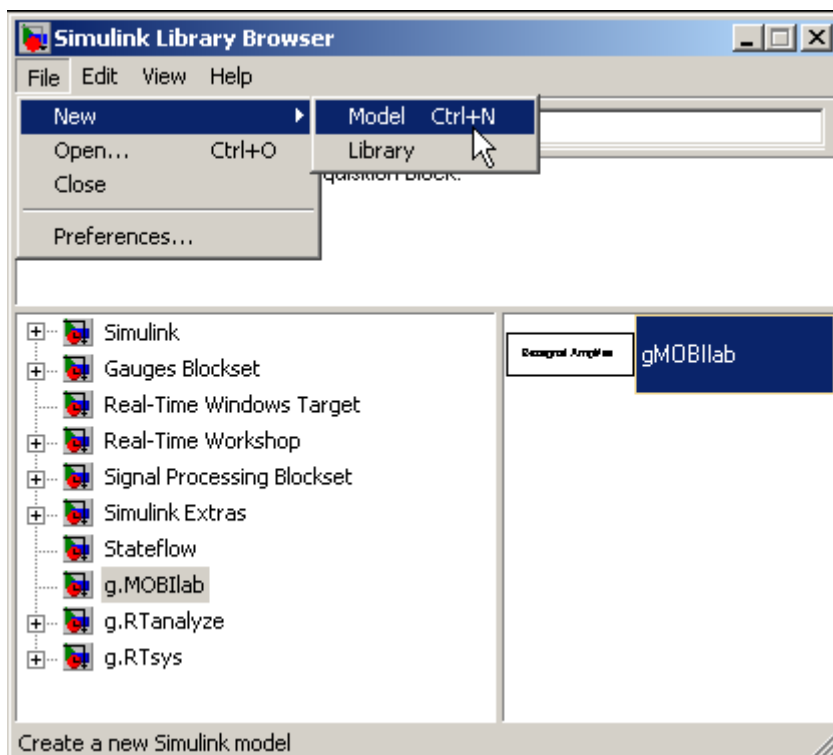 Simulink Library Browser
File Edit View Help
New Model Ctrl+N
Open... Ctrl+O Library
Close
Preferences...
block.
Simulink
Gauges Blockset
Real-Time Windows Target
Real-Time Workshop
Signal Processing Blockset
Simulink Extras
Stateflow
g.MOBIlab
g.RTanalyze
g.RTsys
gMOBIlab
Create a new Simulink model